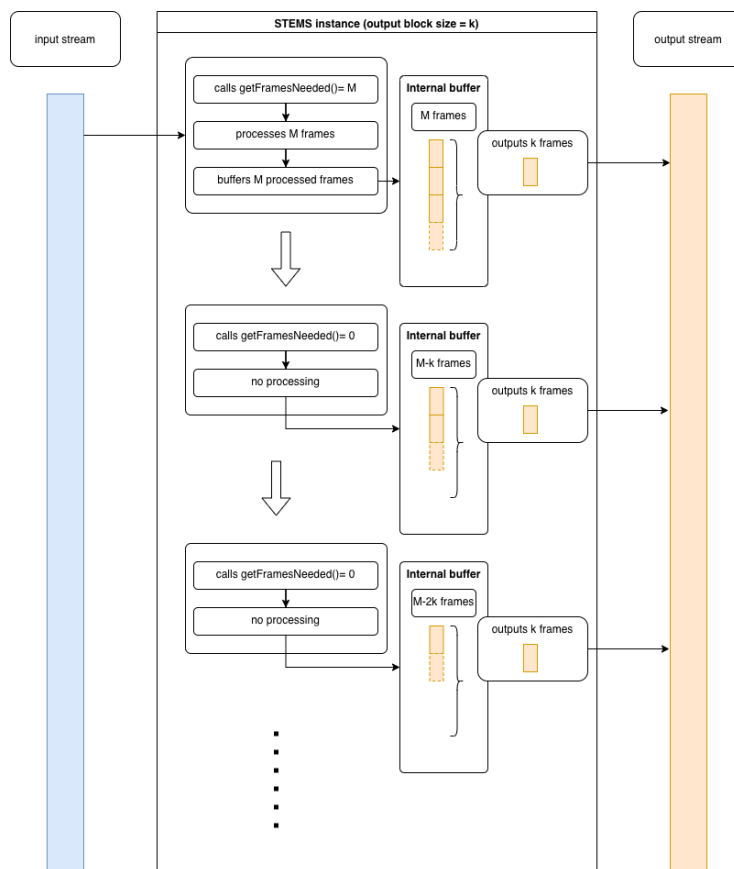 input stream
STEMS instance (output block size = k)
output stream
calls getFramesNeeded()= M
processes M frames
buffers M processed frames
Internal buffer
M frames
outputs k frames
calls getFramesNeeded()= 0
no processing
Internal buffer
M-k frames
outputs k frames
calls getFramesNeeded()= 0
no processing
Internal buffer
M-2k frames
outputs k frames